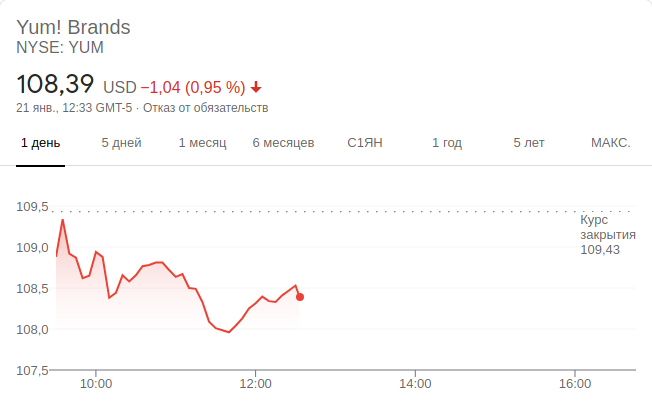 Yum! Brands
NYSE: YUM
108,39 USD −1,04 (0,95 %)
21 янв., 12:33 GMT-5 · Отказ от обязательств
1 день 5 дней 1 месяц 6 месяцев С1ЯН 1 год 5 лет МАКС.
109,5
Курс
закрытия
109,43
109,0
108,5
108,0
107,5
10:00 12:00 14:00 16:00